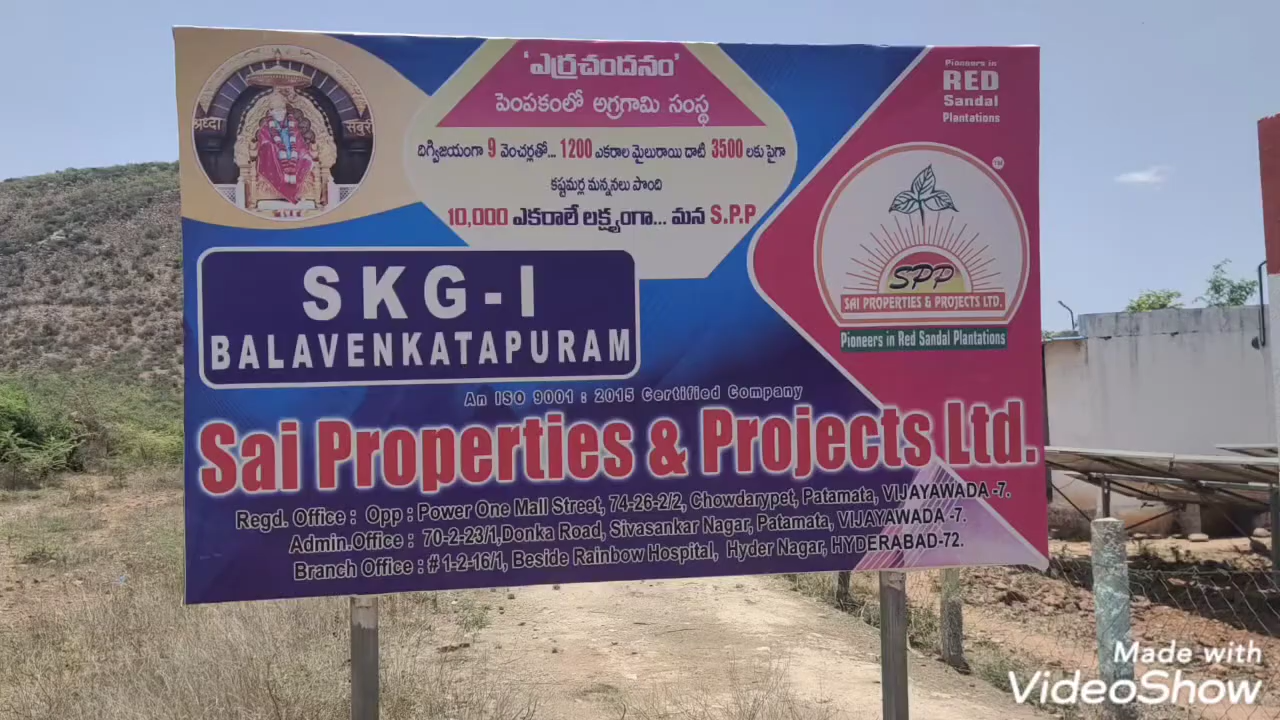 श्रध्दा सबुरी
'ఎర్రచందనం'
పెంపకంలో అగ్రగామి సంస్థ
దిగ్విజయంగా 9 వెంచర్లతో... 1200 ఎకరాల మైలురాయి దాటి 3500 లకు పైగా
కష్టమర్ల మన్ననలు పొంది
10,000 ఎకరాలే లక్ష్యంగా... మన S.P.P
Pioneers in
RED
Sandal
Plantations
TM
SPP
SAI PROPERTIES & PROJECTS LTD.
Pioneers in Red Sandal Plantations
SKG-I
BALAVENKATAPURAM
An ISO 9001 : 2015 Certified Company
Sai Properties & Projects Ltd.
Regd. Office : Opp : Power One Mall Street, 74-26-2/2, Chowdarypet, Patamata, VIJAYAWADA -7.
Admin.Office : 70-2-23/1,Donka Road, Sivasankar Nagar, Patamata, VIJAYAWADA -7.
Branch Office : # 1-2-16/1, Beside Rainbow Hospital, Hyder Nagar, HYDERABAD-72.
Made with
VideoShow